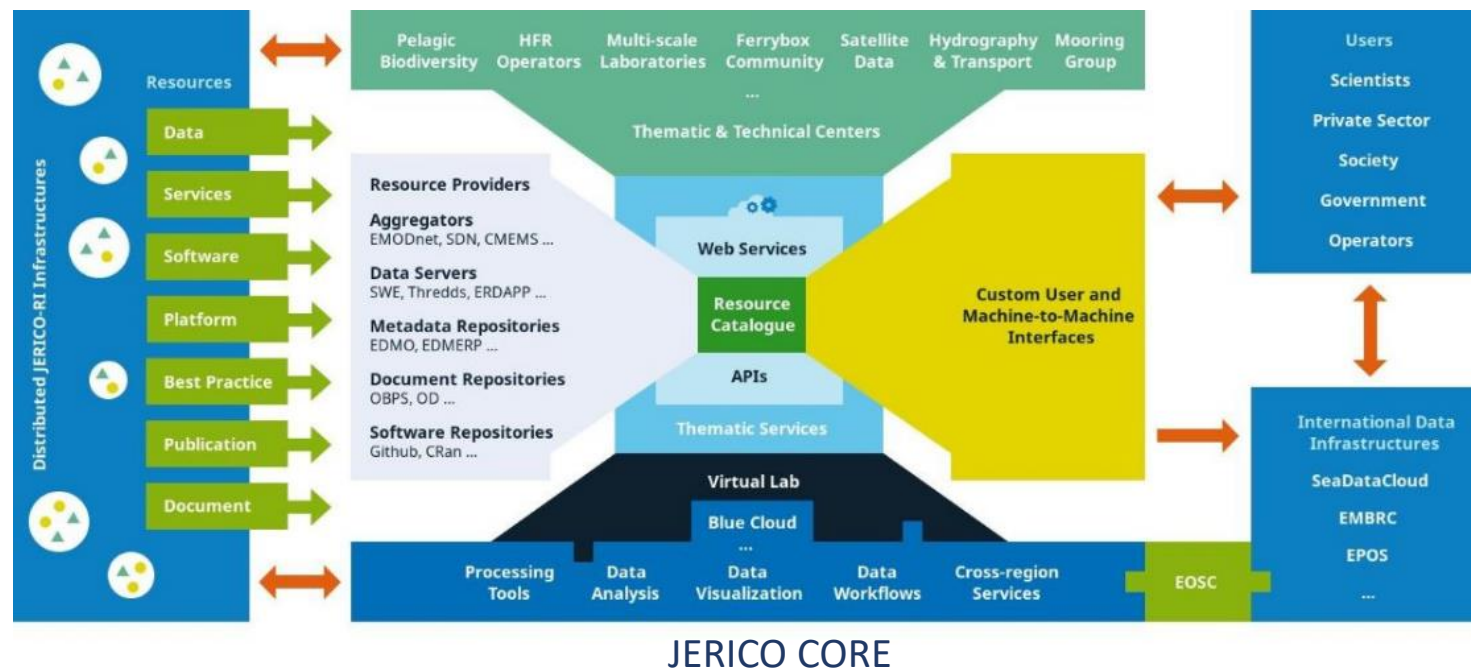 Distributed JERICO-RI Infrastructures
Resources
Data
Services
Software
Platform
Best Practice
Publication
Document
Pelagic
Biodiversity
HFR
Operators
Multi-scale
Laboratories
Ferrybox
Community
Satellite
Data
Hydrography
& Transport
Mooring
Group
...
Thematic & Technical Centers
Resource Providers
Aggregators
EMODnet, SDN, CMEMS ...
Data Servers
SWE, Thredds, ERDAPP ...
Metadata Repositories
EDMO, EDMERP ...
Document Repositories
OBPS, OD ...
Software Repositories
Github, CRan ...
Web Services
Resource
Catalogue
APIs
Thematic Services
Custom User and
Machine-to-Machine
Interfaces
Virtual Lab
Blue Cloud
...
Processing
Tools
Data
Analysis
Data
Visualization
Data
Workflows
Cross-region
Services
EOSC
Users
Scientists
Private Sector
Society
Government
Operators
International Data
Infrastructures
SeaDataCloud
EMBRC
EPOS
...
JERICO CORE